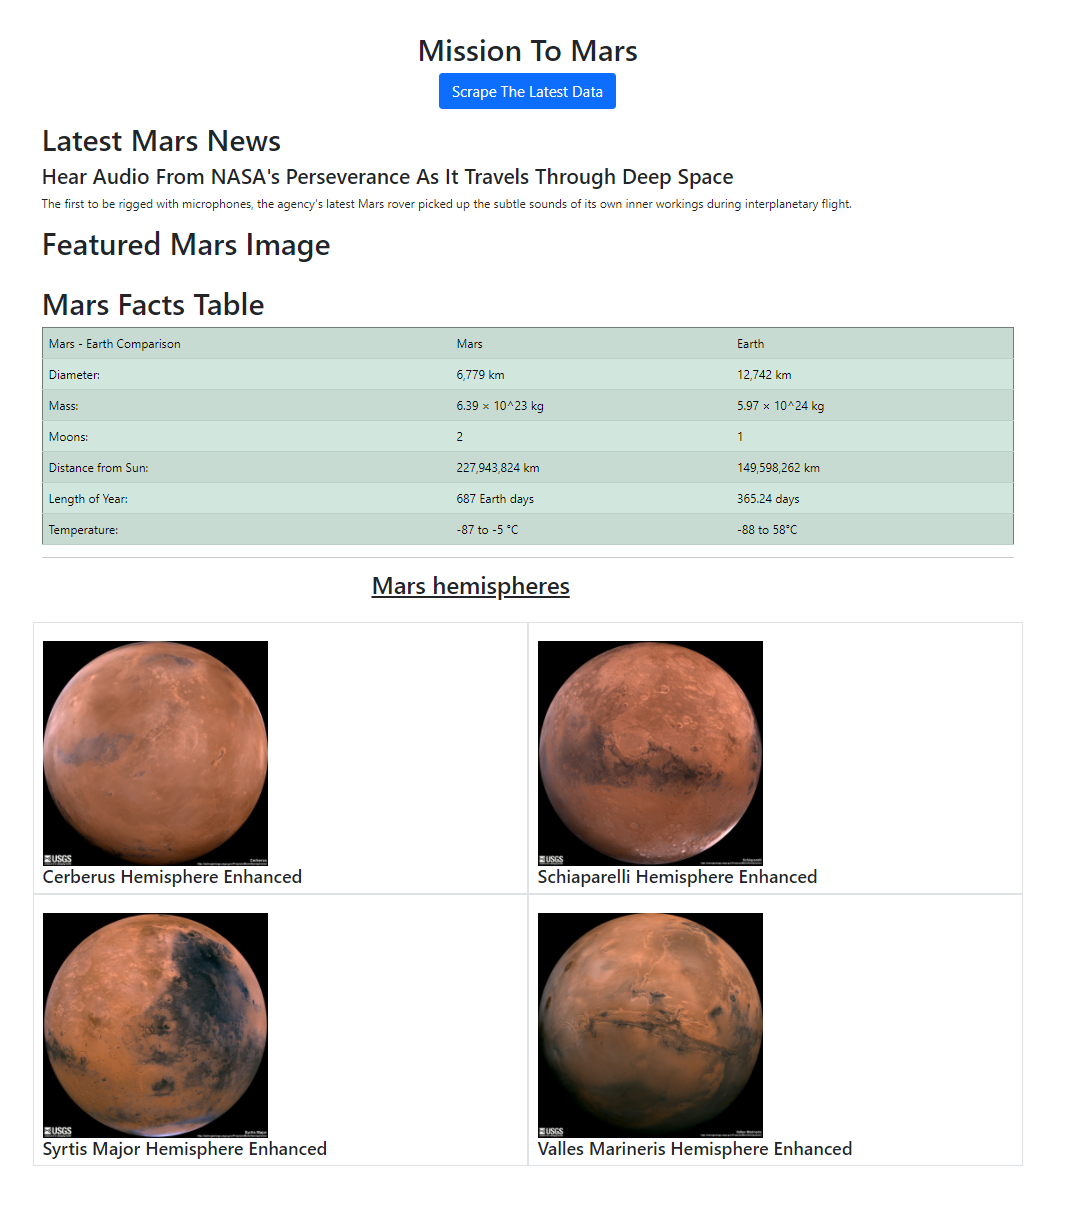 Mission To Mars
Scrape The Latest Data
Latest Mars News
Hear Audio From NASA's Perseverance As It Travels Through Deep Space
The first to be rigged with microphones, the agency's latest Mars rover picked up the subtle sounds of its own inner workings during interplanetary flight.
Featured Mars Image
Mars Facts Table
Mars - Earth Comparison Mars Earth
Diameter: 6,779 km 12,742 km
Mass: 6.39 × 10^23 kg 5.97 × 10^24 kg
Moons: 2 1
Distance from Sun: 227,943,824 km 149,598,262 km
Length of Year: 687 Earth days 365.24 days
Temperature: -87 to -5 °C -88 to 58°C
Mars hemispheres
USGS Cerberus
USGS Schiaparelli
Cerberus Hemisphere Enhanced
Schiaparelli Hemisphere Enhanced
USGS Syrtis Major
USGS Valles Marineris
Syrtis Major Hemisphere Enhanced
Valles Marineris Hemisphere Enhanced